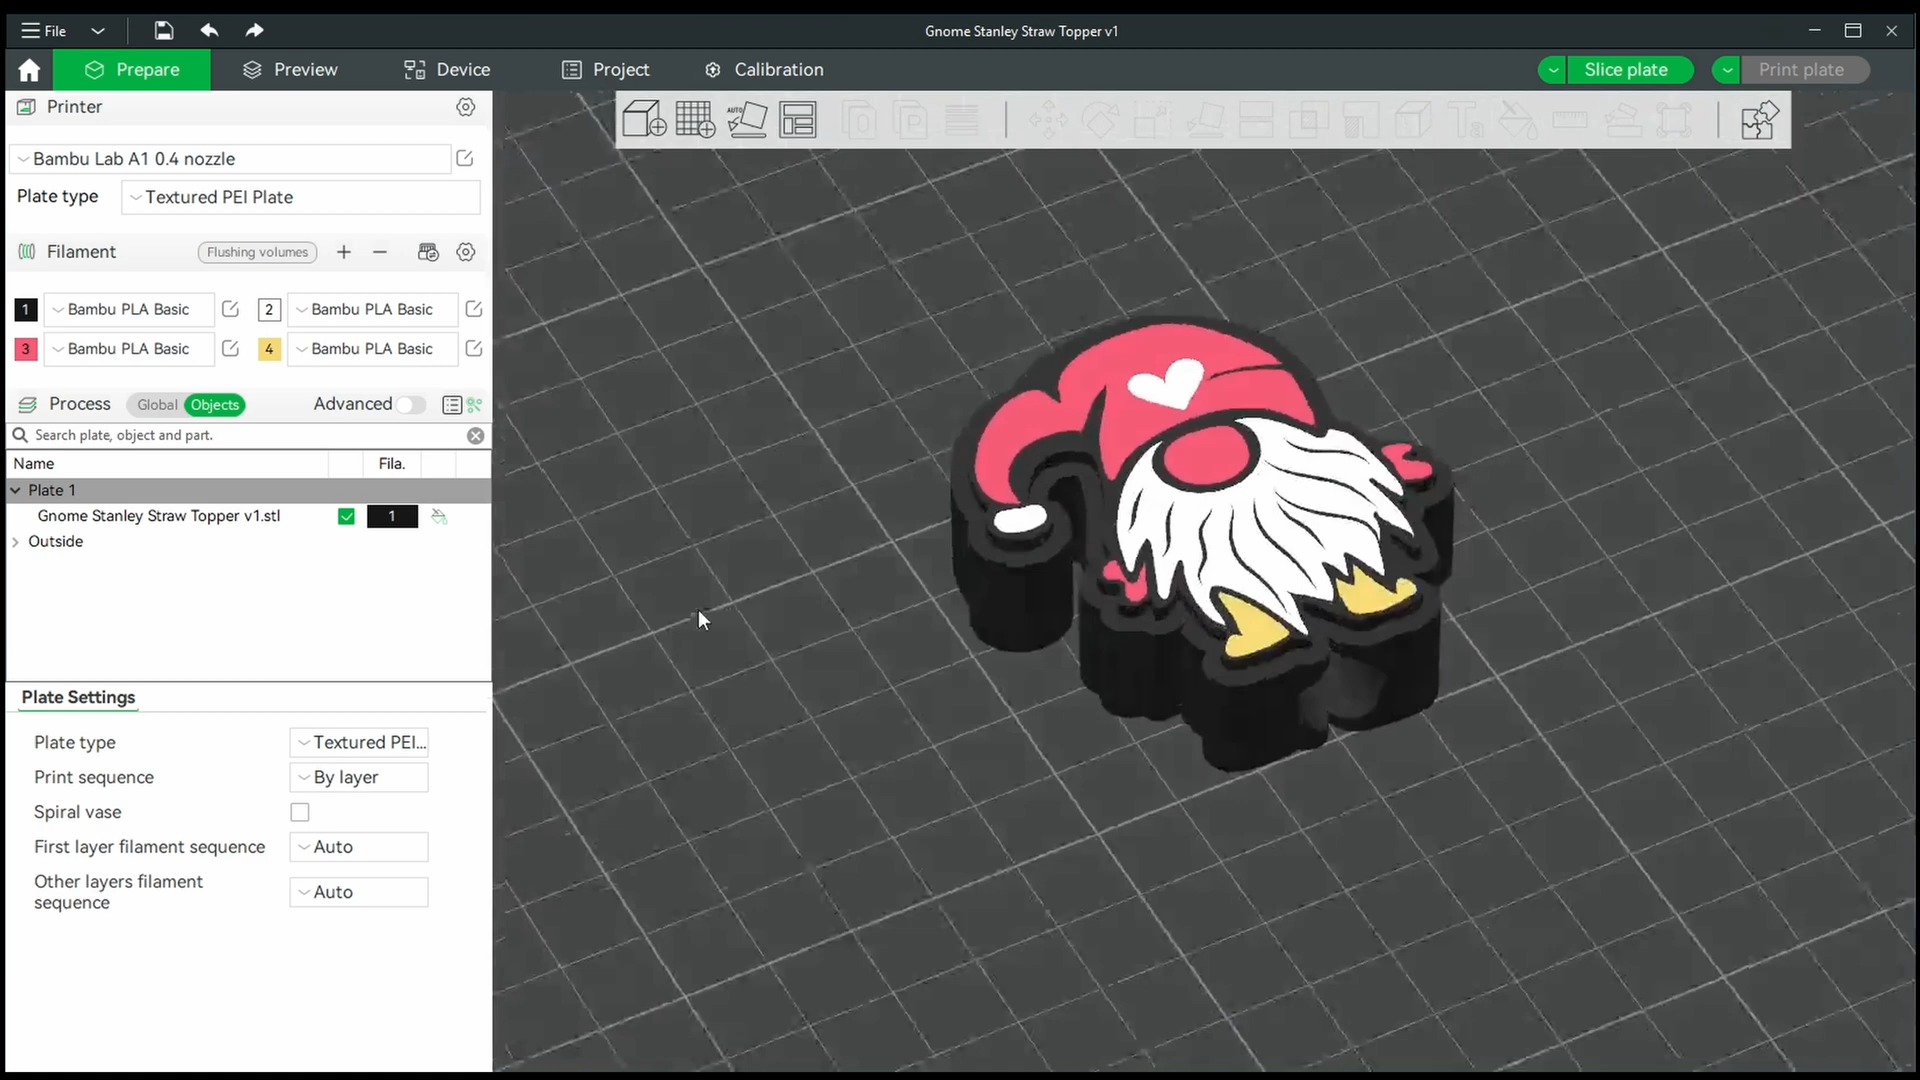 File
Gnome Stanley Straw Topper v1
Prepare
Preview
Device
Project
Calibration
Slice plate
Print plate
Printer
Bambu Lab A1 0.4 nozzle
Plate type
Textured PEI Plate
Filament
Flushing volumes
1 Bambu PLA Basic
2 Bambu PLA Basic
3 Bambu PLA Basic
4 Bambu PLA Basic
Process
Global
Objects
Advanced
Search plate, object and part.
Name
Fila.
Plate 1
Gnome Stanley Straw Topper v1.stl
1
Outside
Plate Settings
Plate type
Textured PEI...
Print sequence
By layer
Spiral vase
First layer filament sequence
Auto
Other layers filament
sequence
Auto
AUTO